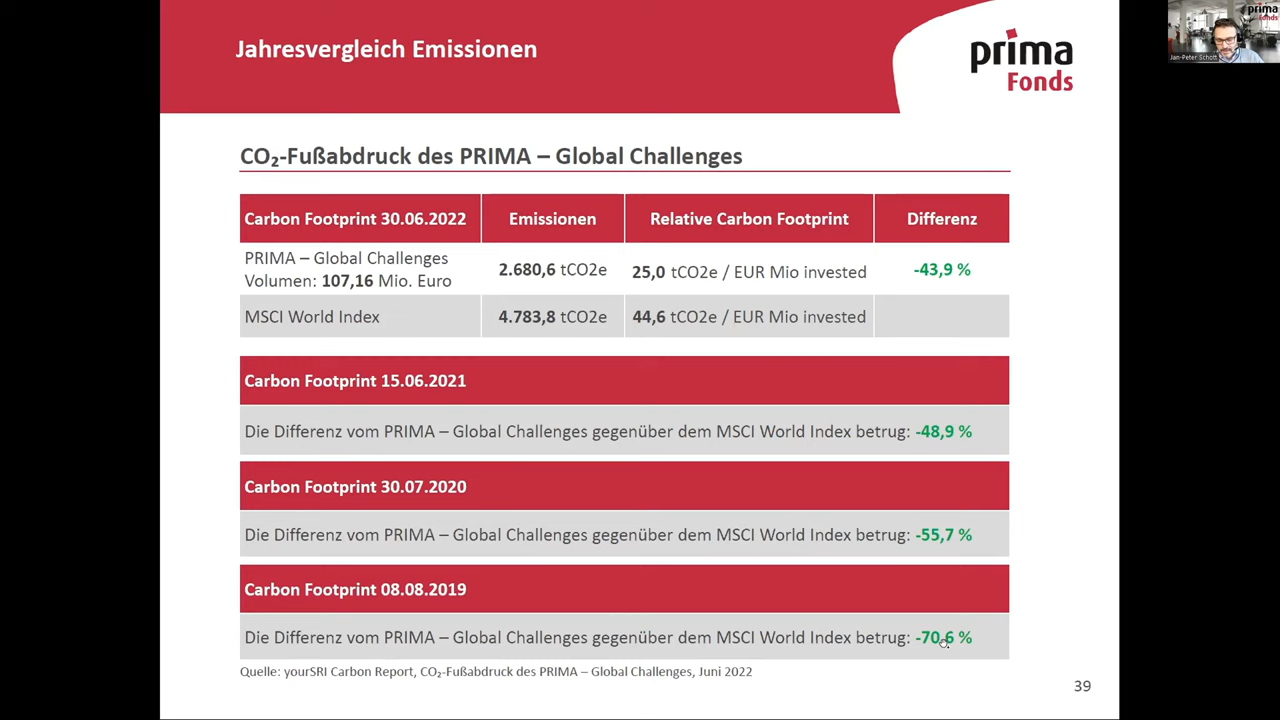 Jahresvergleich Emissionen
prima
Fonds
prima
Fonds
Jan-Peter Schott
CO₂-Fußabdruck des PRIMA – Global Challenges
Carbon Footprint 30.06.2022 Emissionen Relative Carbon Footprint Differenz
PRIMA – Global Challenges
Volumen: 107,16 Mio. Euro 2.680,6 tCO2e 25,0 tCO2e / EUR Mio invested -43,9 %
MSCI World Index 4.783,8 tCO2e 44,6 tCO2e / EUR Mio invested
Carbon Footprint 15.06.2021
Die Differenz vom PRIMA – Global Challenges gegenüber dem MSCI World Index betrug: -48,9 %
Carbon Footprint 30.07.2020
Die Differenz vom PRIMA – Global Challenges gegenüber dem MSCI World Index betrug: -55,7 %
Carbon Footprint 08.08.2019
Die Differenz vom PRIMA – Global Challenges gegenüber dem MSCI World Index betrug: -70,6 %
Quelle: yourSRI Carbon Report, CO₂-Fußabdruck des PRIMA – Global Challenges, Juni 2022
39